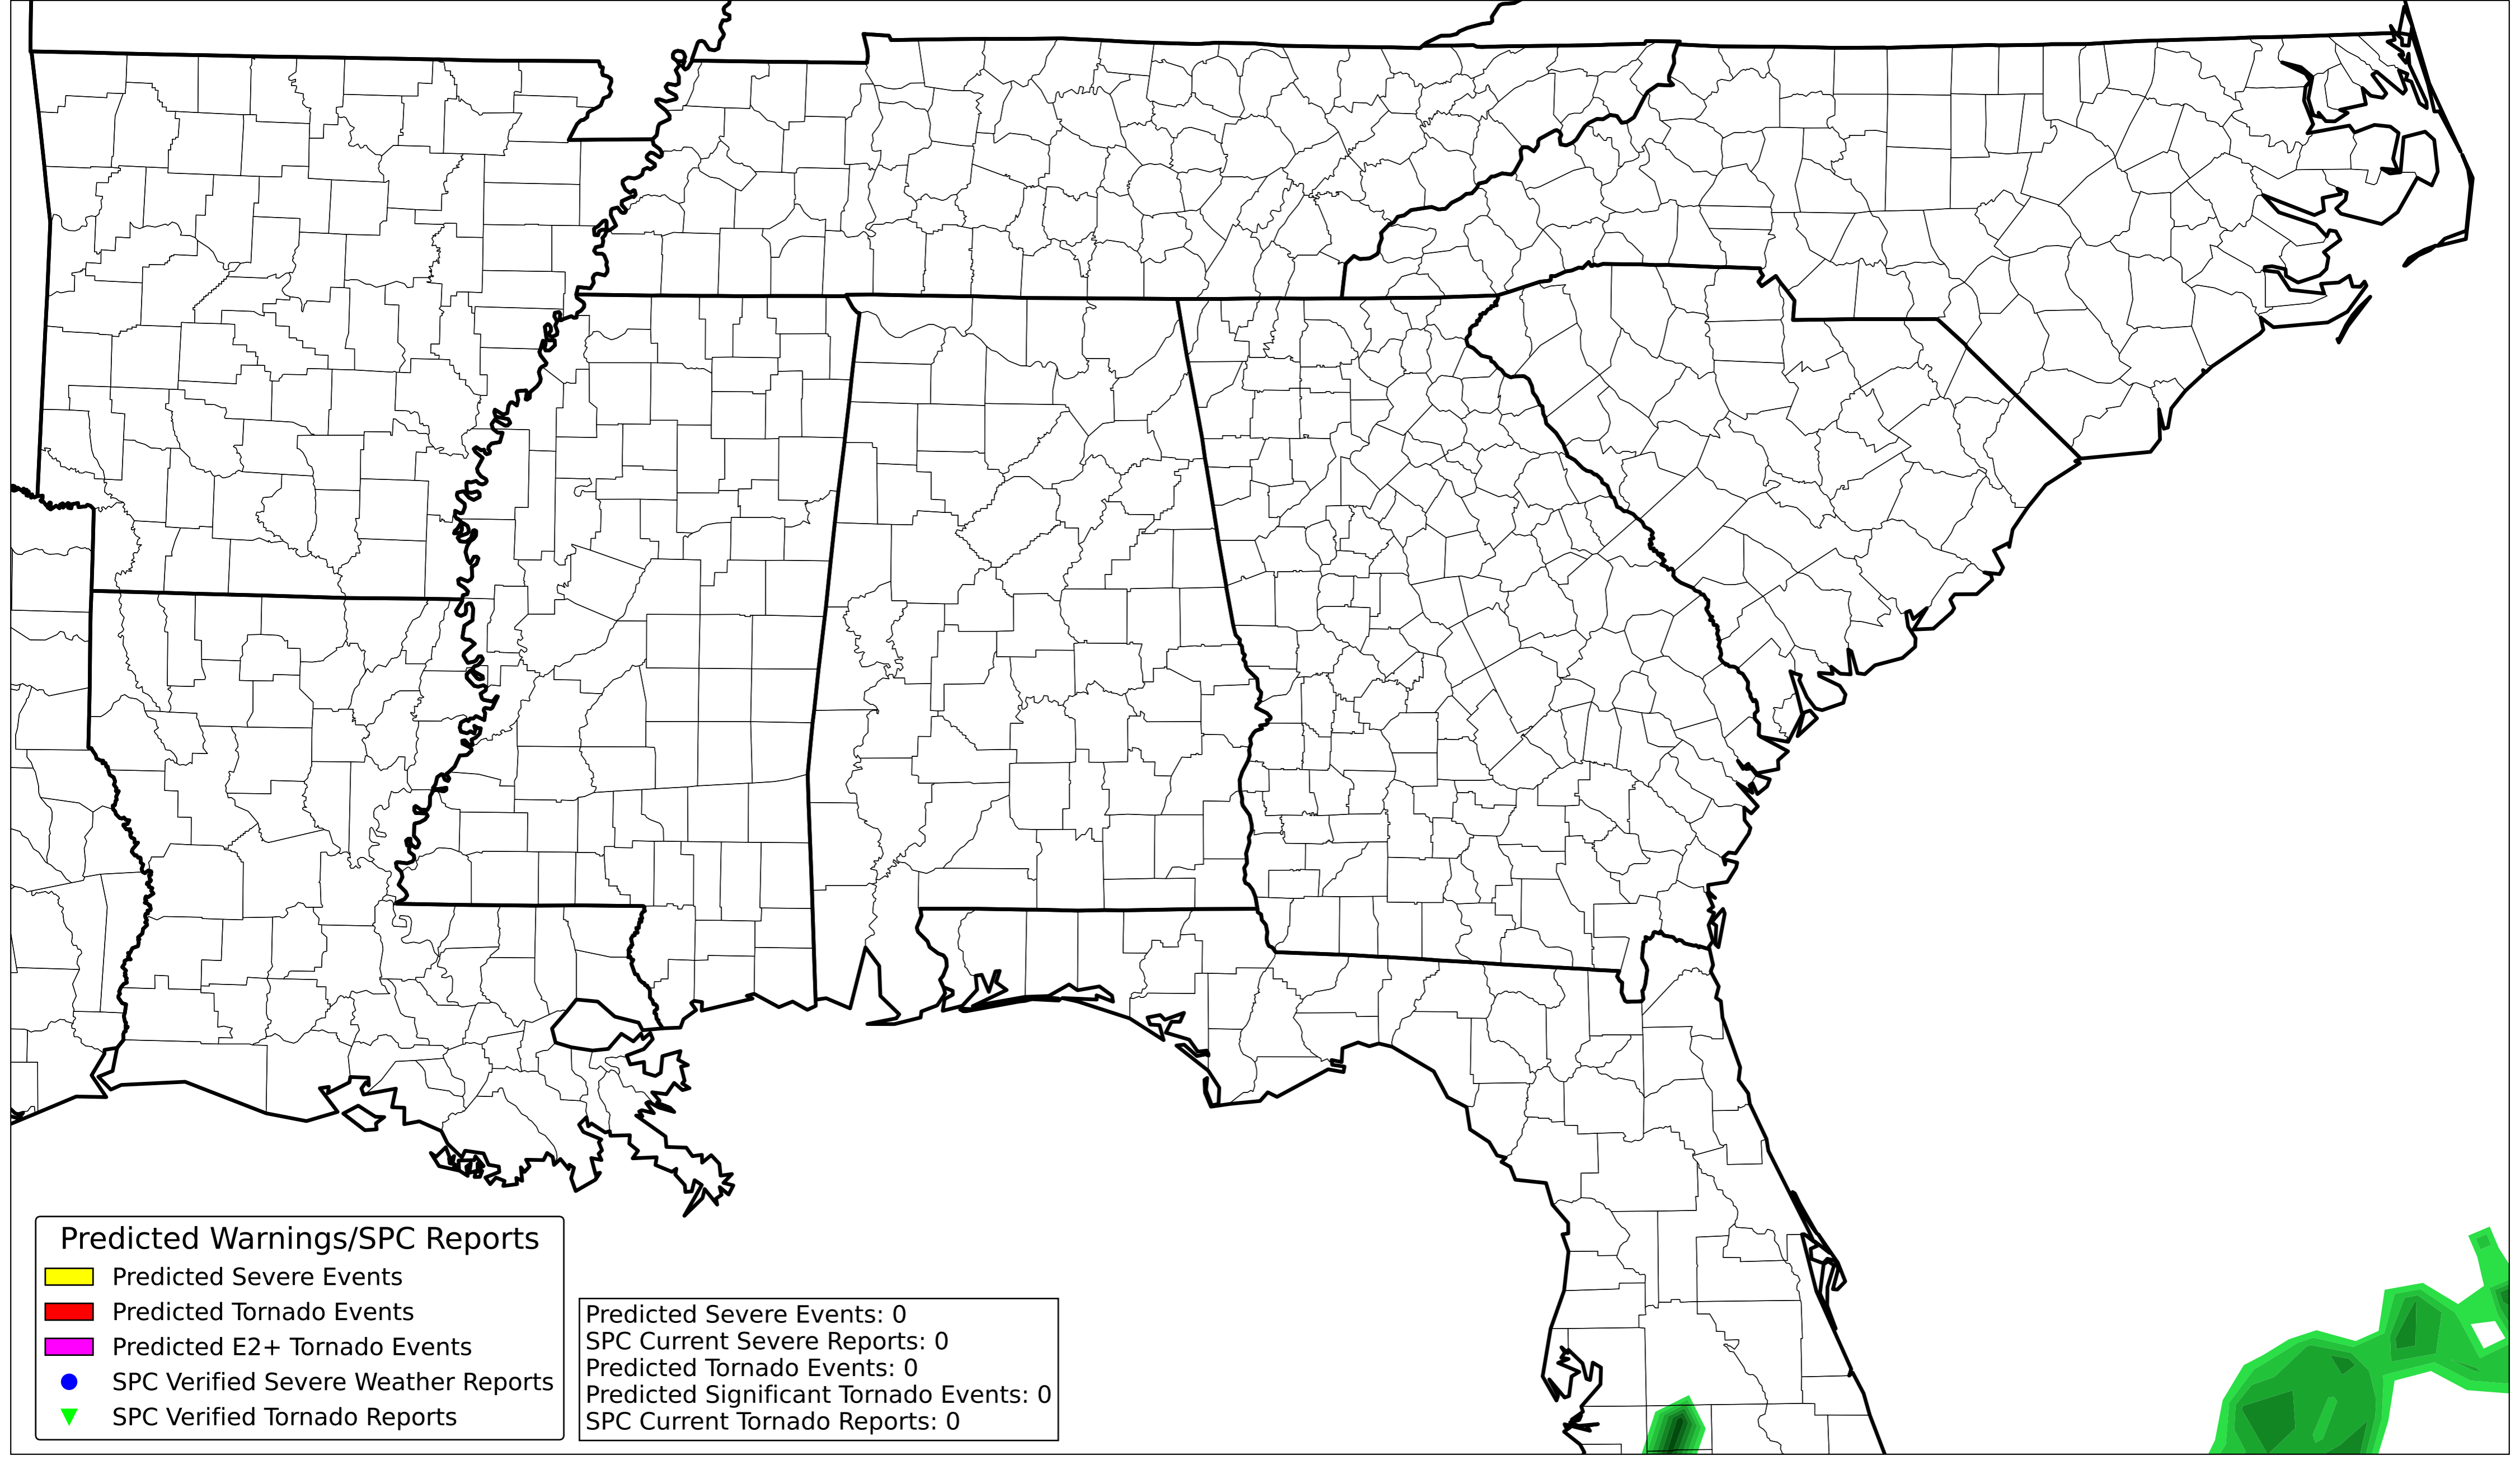 Predicted Warnings/SPC Reports
Predicted Severe Events
Predicted Tornado Events
Predicted E2+ Tornado Events
SPC Verified Severe Weather Reports
SPC Verified Tornado Reports
Predicted Severe Events: 0
SPC Current Severe Reports: 0
Predicted Tornado Events: 0
Predicted Significant Tornado Events: 0
SPC Current Tornado Reports: 0